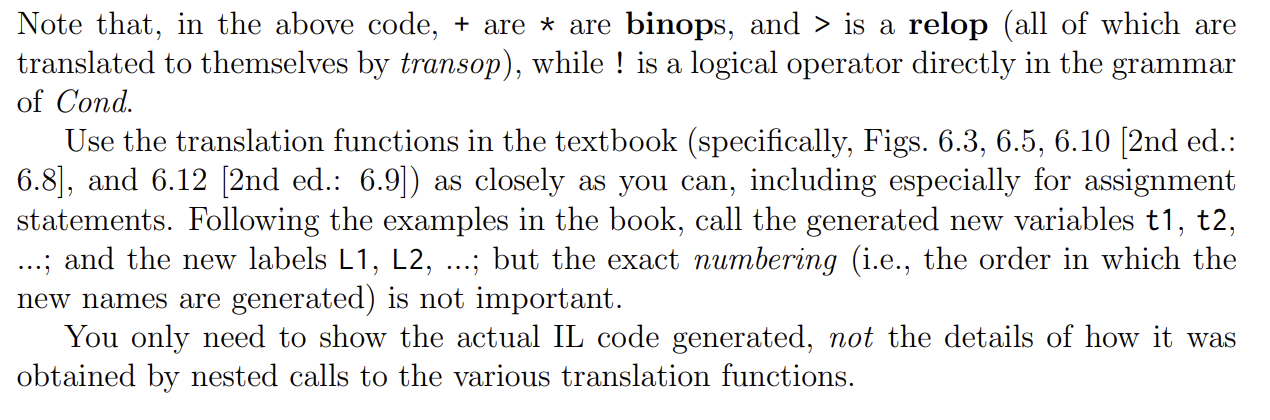 Note that, in the above code, + are * are binops, and > is a relop (all of which are
translated to themselves by transop), while ! is a logical operator directly in the grammar
of Cond.
Use the translation functions in the textbook (specifically, Figs. 6.3, 6.5, 6.10 [2nd ed.:
6.8], and 6.12 [2nd ed.: 6.9]) as closely as you can, including especially for assignment
statements. Following the examples in the book, call the generated new variables t1, t2,
...; and the new labels L1, L2, ...; but the exact numbering (i.e., the order in which the
new names are generated) is not important.
You only need to show the actual IL code generated, not the details of how it was
obtained by nested calls to the various translation functions.